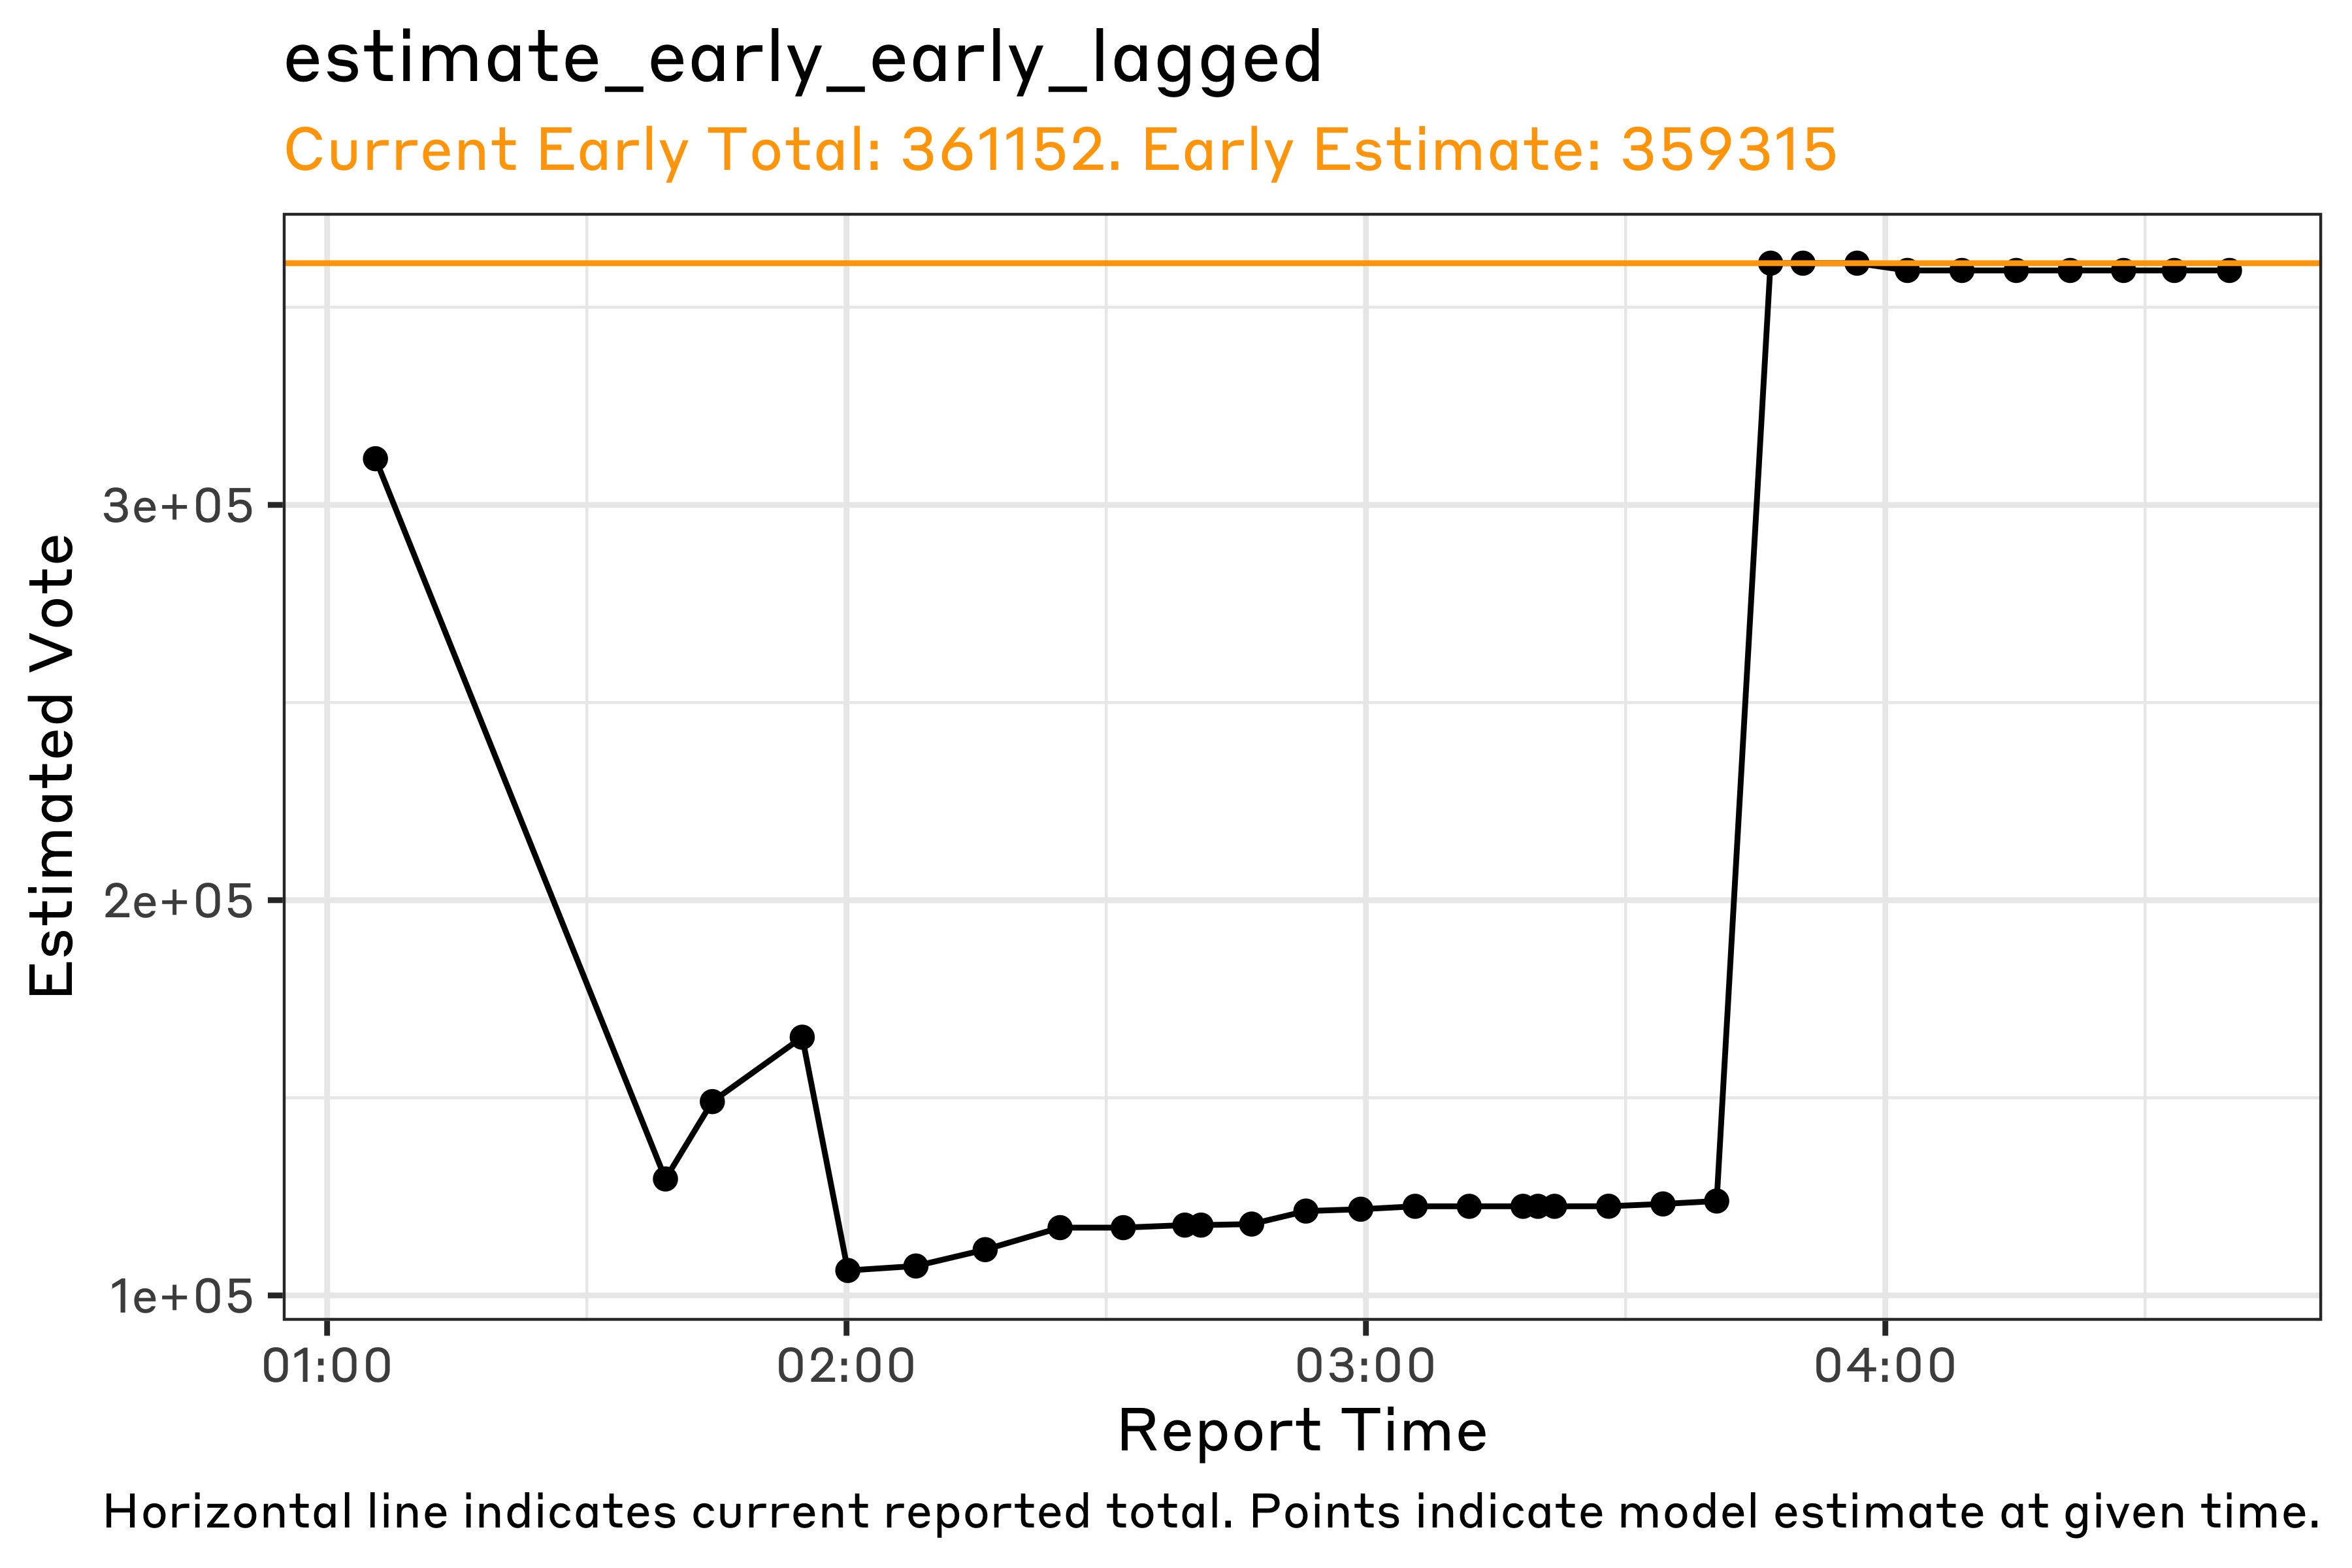 estimate_early_early_lagged
Current Early Total: 361152. Early Estimate: 359315
Estimated Vote
3e+05
2e+05
1e+05
01:00
02:00
03:00
04:00
Report Time
Horizontal line indicates current reported total. Points indicate model estimate at given time.